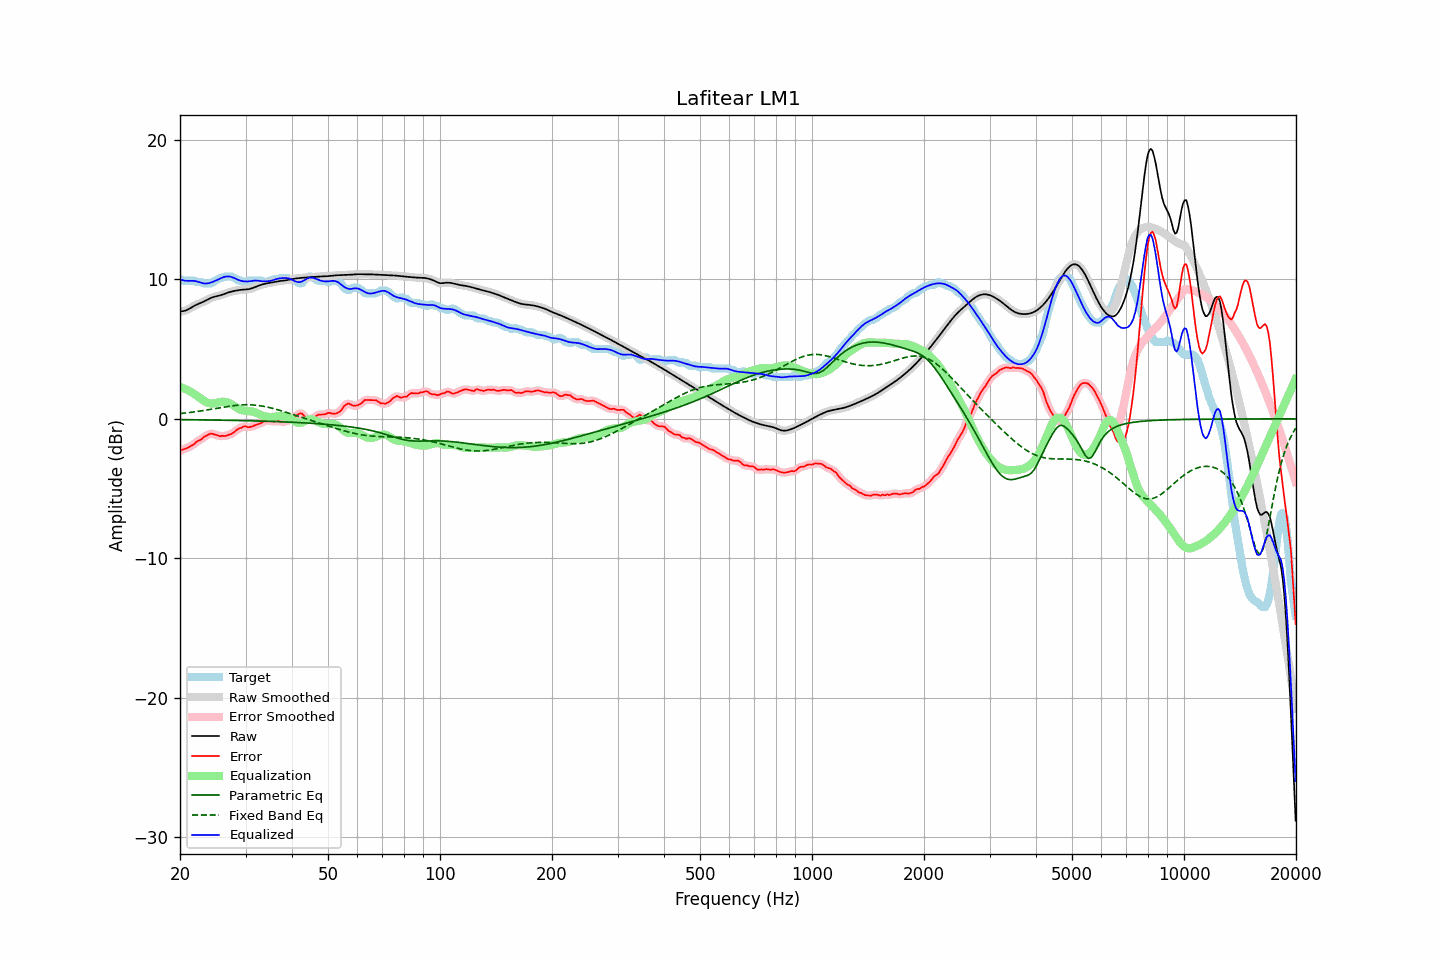 Lafitear LM1
Amplitude (dBr)
20
10
0
−10
−20
−30
Target
Raw Smoothed
Error Smoothed
Raw
Error
Equalization
Parametric Eq
Fixed Band Eq
Equalized
20 50 100 200 500 1000 2000 5000 10000 20000
Frequency (Hz)